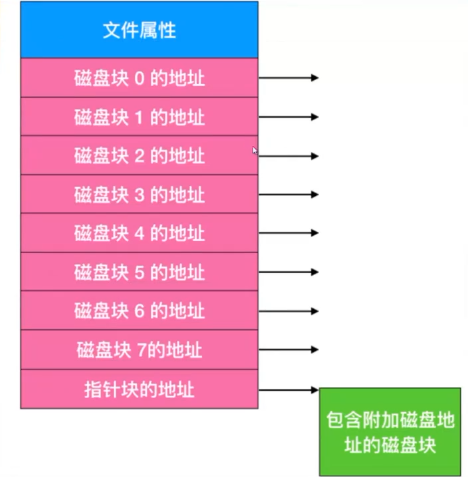 文件属性
磁盘块 0 的地址
磁盘块 1 的地址
磁盘块 2 的地址
磁盘块 3 的地址
磁盘块 4 的地址
磁盘块 5 的地址
磁盘块 6 的地址
磁盘块 7的地址
指针块的地址
包含附加磁盘地
址的磁盘块